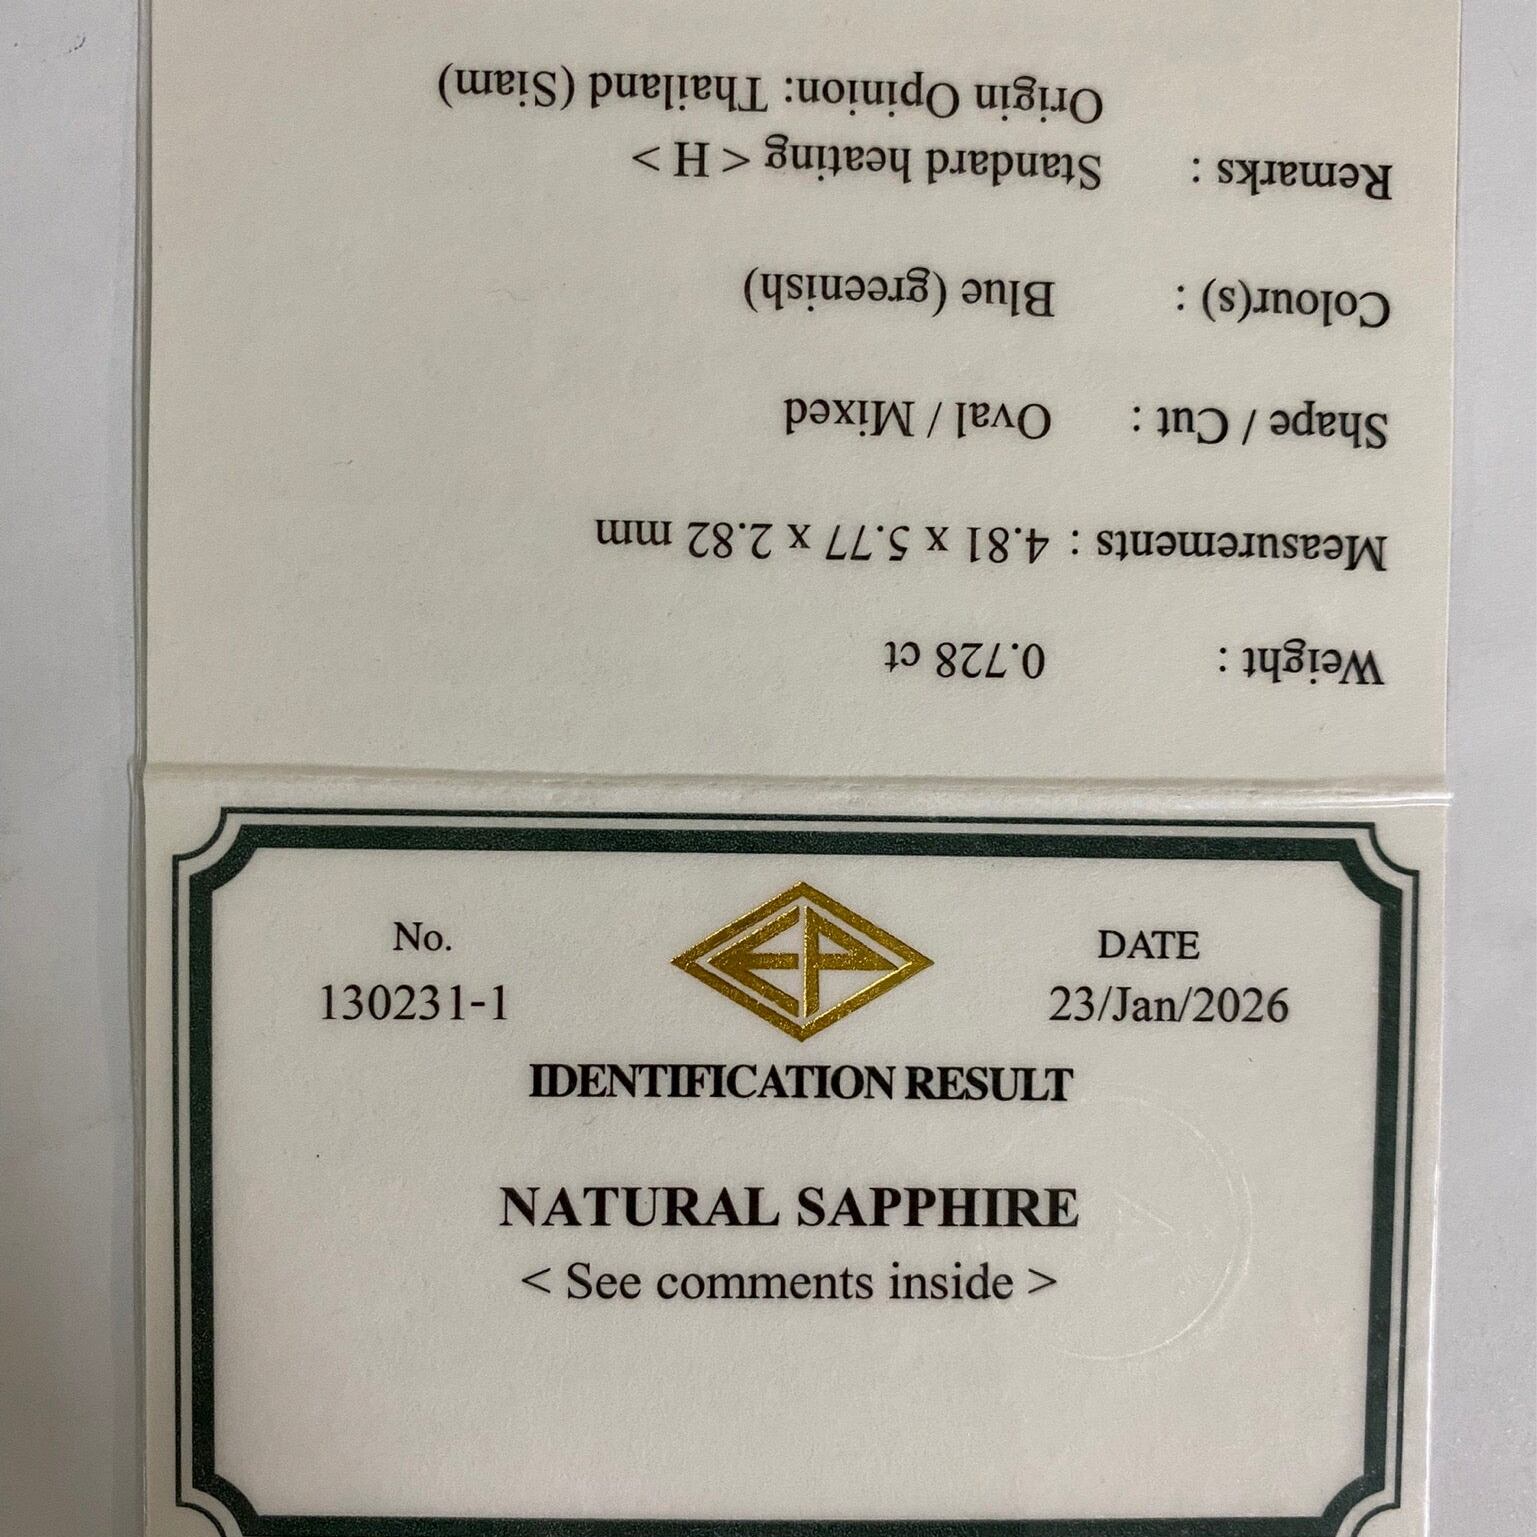 Weight : 0.728 ct
Measurements : 4.81 x 5.77 x 2.82 mm
Shape / Cut : Oval / Mixed
Colour(s) : Blue (greenish)
Remarks : Standard heating < H >
Origin Opinion: Thailand (Siam)
No.
130231-1
EP
DATE
23/Jan/2026
IDENTIFICATION RESULT
NATURAL SAPPHIRE
< See comments inside >